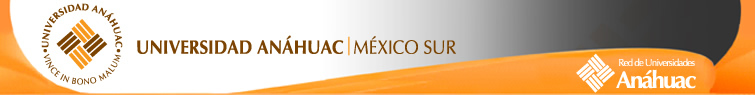 UNIVERSIDAD ANÁHUAC
VINCE IN BONO MALUM
UNIVERSIDAD ANÁHUAC | MÉXICO SUR
Red de Universidades
Anáhuac